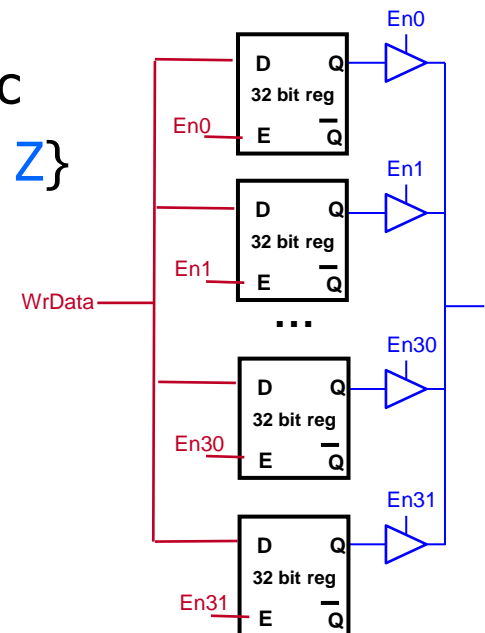 c
Z}
En0
D Q
32 bit reg
En0 E Q
En1
D Q
32 bit reg
En1 E Q
WrData
...
En30
D Q
32 bit reg
En30 E Q
En31
D Q
32 bit reg
En31 E Q